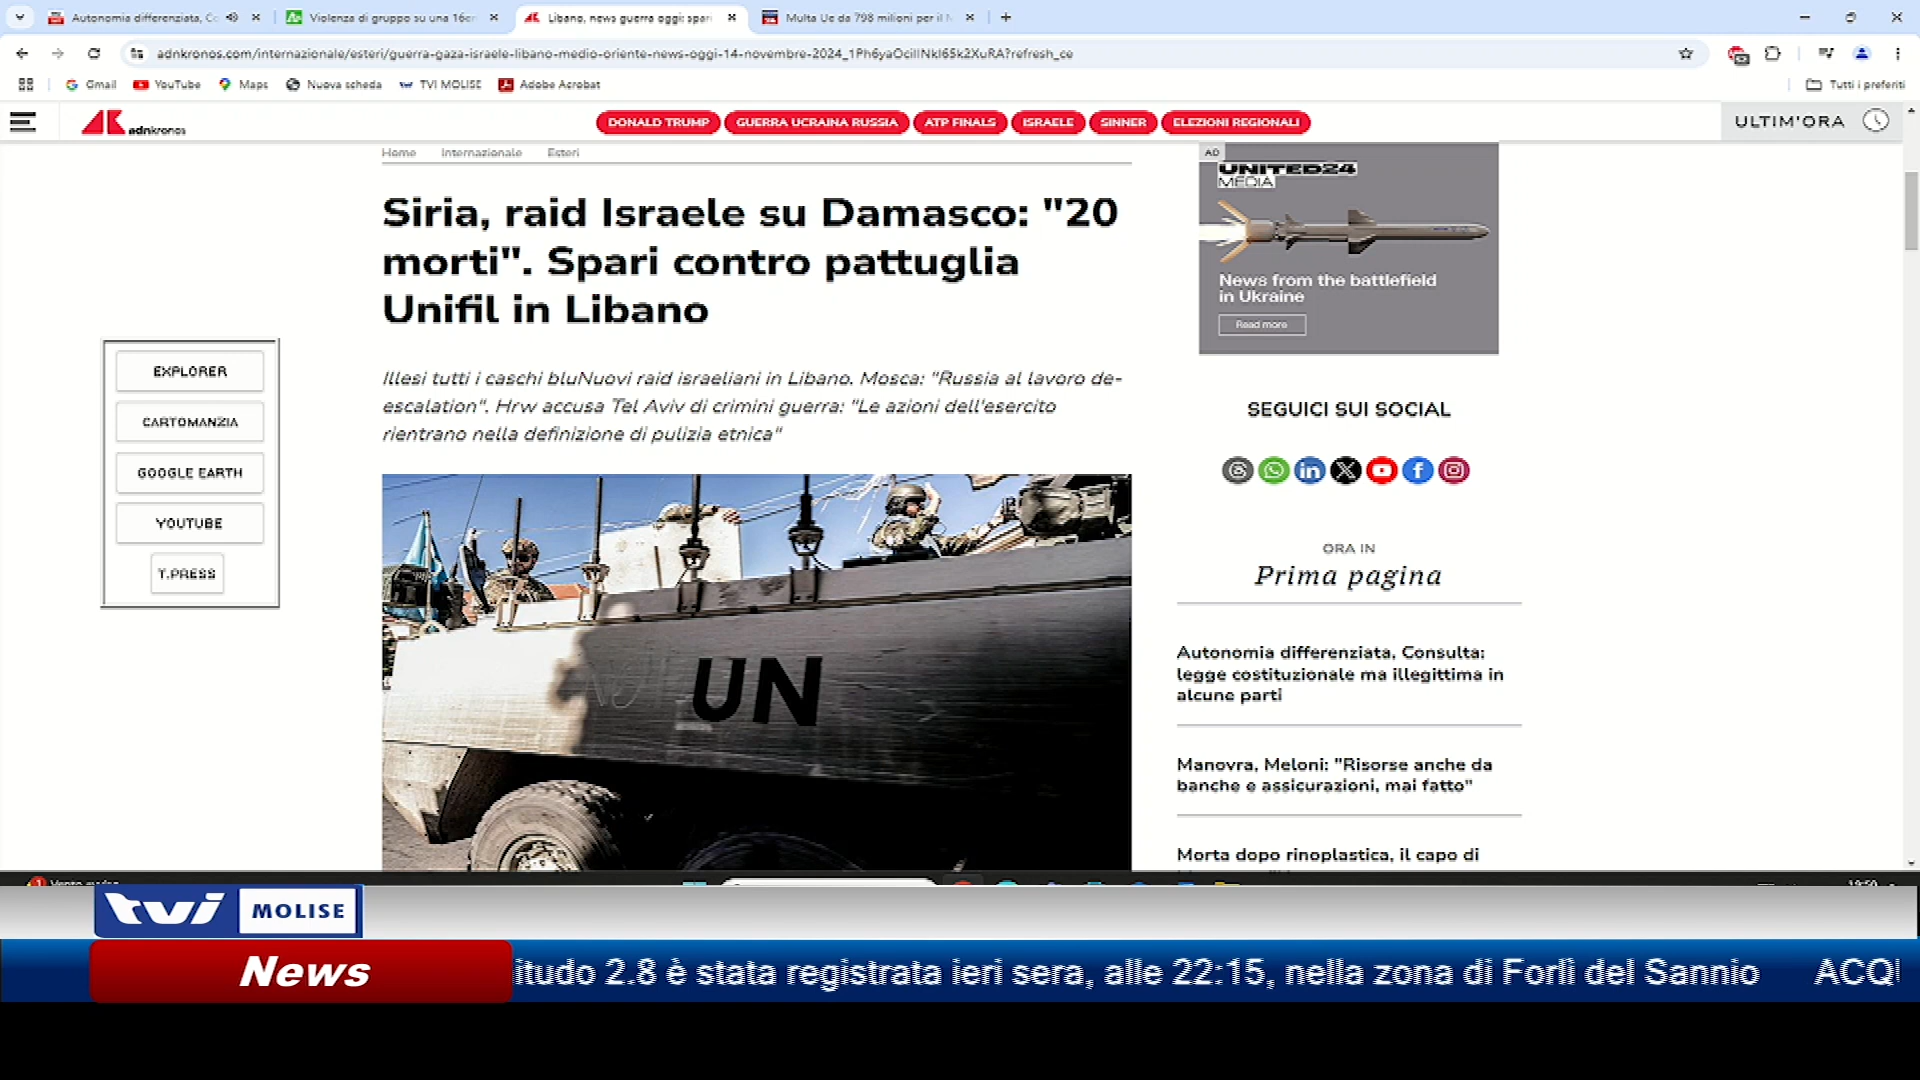 Autonomia differenziata, Co
Violenza di gruppo su una 16en
Libano, news guerra oggi: spari
Multa Ue da 798 milioni per il M
adnkronos.com/internazionale/esteri/guerra-gaza-israele-libano-medio-oriente-news-oggi-14-novembre-2024_1Ph6yaOciIINkI65k2XuRA?refresh_ce
Gmail
YouTube
Maps
Nuova scheda
TVI MOLISE
Adobe Acrobat
Tutti i preferiti
adnkronos
DONALD TRUMP
GUERRA UCRAINA RUSSIA
ATP FINALS
ISRAELE
SINNER
ELEZIONI REGIONALI
ULTIM'ORA
Home
Internazionale
Esteri
Siria, raid Israele su Damasco: "20
morti". Spari contro pattuglia
Unifil in Libano
Illesi tutti i caschi bluNuovi raid israeliani in Libano. Mosca: "Russia al lavoro de-
escalation". Hrw accusa Tel Aviv di crimini guerra: "Le azioni dell'esercito
rientrano nella definizione di pulizia etnica"
EXPLORER
CARTOMANZIA
GOOGLE EARTH
YOUTUBE
T.PRESS
UN
AD
UNITED24
MEDIA
News from the battlefield
in Ukraine
Read more
SEGUICI SUI SOCIAL
ORA IN
Prima pagina
Autonomia differenziata, Consulta:
legge costituzionale ma illegittima in
alcune parti
Manovra, Meloni: "Risorse anche da
banche e assicurazioni, mai fatto"
Morta dopo rinoplastica, il capo di
tvi MOLISE
News
itudo 2.8 è stata registrata ieri sera, alle 22:15, nella zona di Forlì del Sannio
ACQ